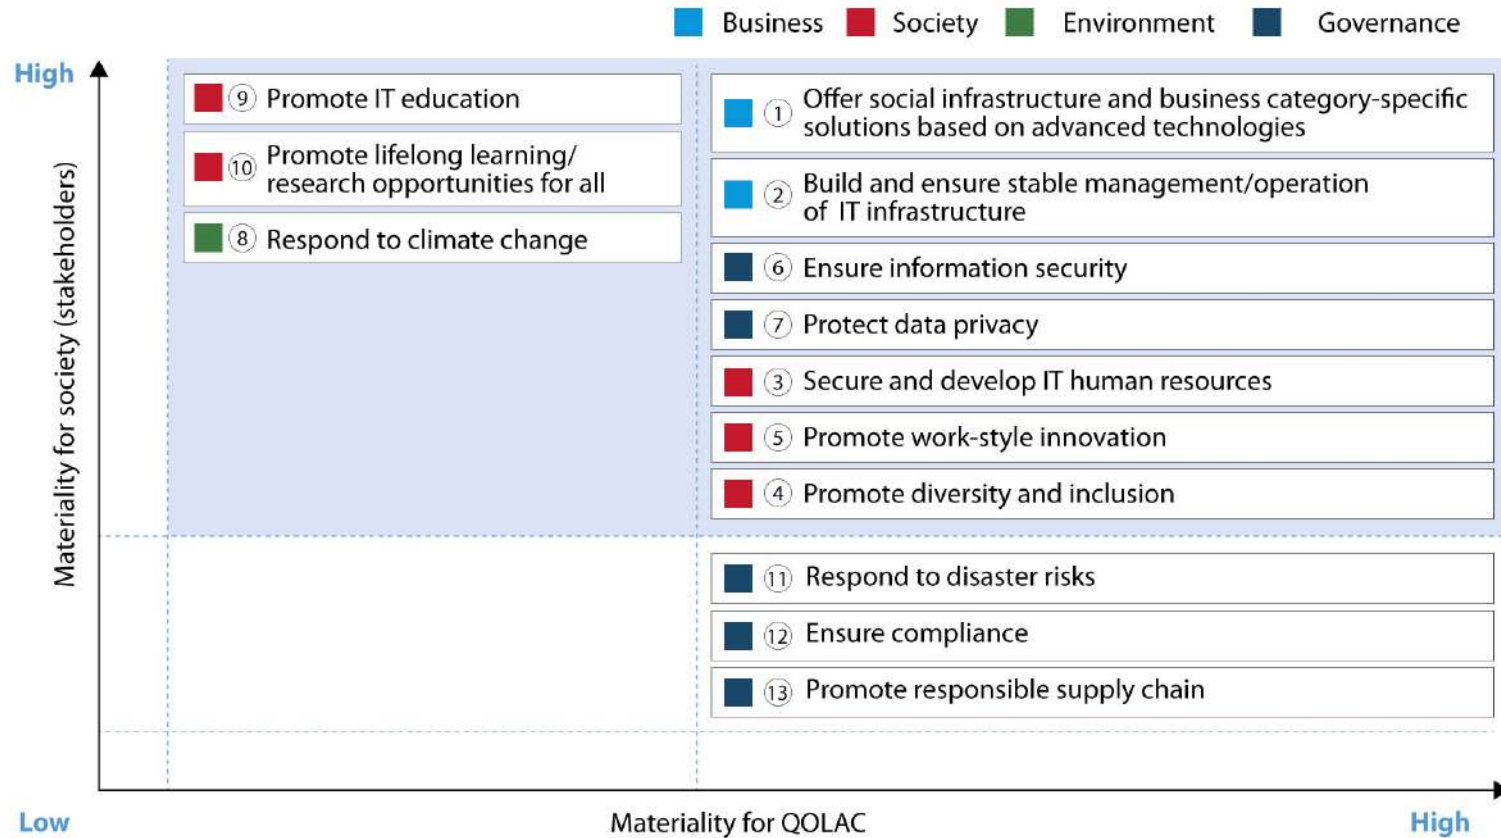 Business Society Environment Governance
High
Materiality for society (stakeholders)
⑨ Promote IT education
⑩ Promote lifelong learning/
research opportunities for all
⑧ Respond to climate change
① Offer social infrastructure and business category-specific
solutions based on advanced technologies
② Build and ensure stable management/operation
of IT infrastructure
⑥ Ensure information security
⑦ Protect data privacy
③ Secure and develop IT human resources
⑤ Promote work-style innovation
④ Promote diversity and inclusion
⑪ Respond to disaster risks
⑫ Ensure compliance
⑬ Promote responsible supply chain
Low
Materiality for QOLAC
High